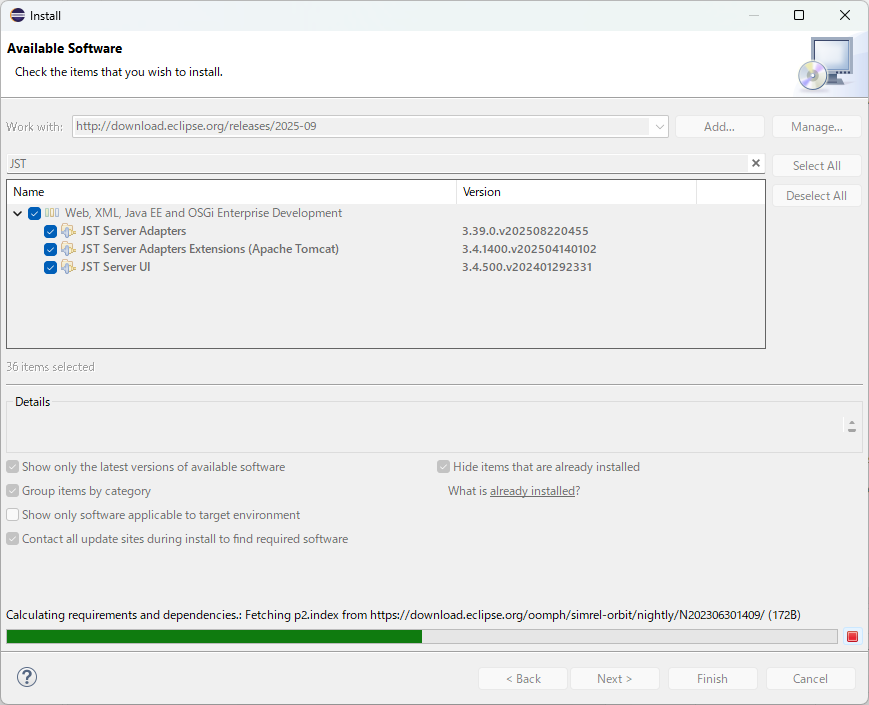 Install
Available Software
Check the items that you wish to install.
Work with: http://download.eclipse.org/releases/2025-09 Add... Manage...
JST Select All
Name Version Deselect All
Web, XML, Java EE and OSGi Enterprise Development
JST Server Adapters 3.39.0.v202508220455
JST Server Adapters Extensions (Apache Tomcat) 3.4.1400.v202504140102
JST Server UI 3.4.500.v202401292331
36 items selected
Details
Show only the latest versions of available software Hide items that are already installed
Group items by category What is already installed?
Show only software applicable to target environment
Contact all update sites during install to find required software
Calculating requirements and dependencies.: Fetching p2.index from https://download.eclipse.org/oomph/simrel-orbit/nightly/N202306301409/ (172B)
? < Back Next > Finish Cancel